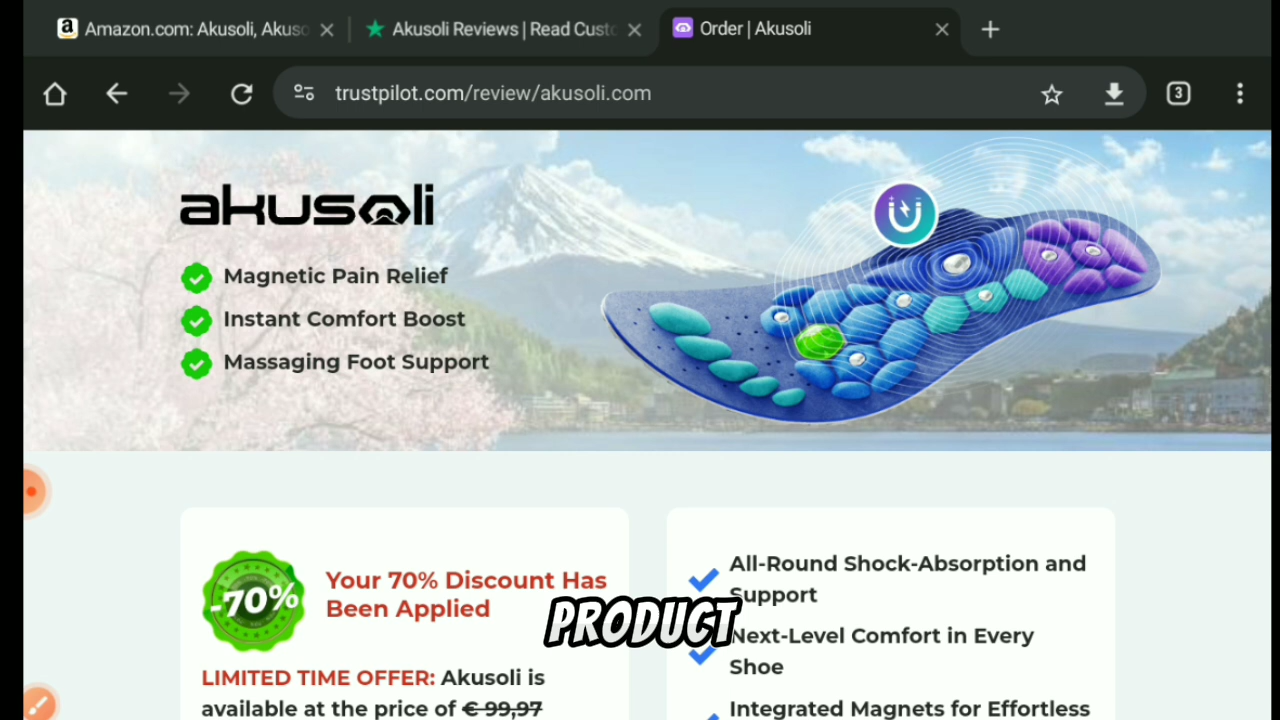 Amazon.com: Akusoli, Akuso
Akusoli Reviews | Read Custo
Order | Akusoli
trustpilot.com/review/akusoli.com
3
akusoli
Magnetic Pain Relief
Instant Comfort Boost
Massaging Foot Support
-70%
Your 70% Discount Has
Been Applied
LIMITED TIME OFFER: Akusoli is
available at the price of € 99,97
All-Round Shock-Absorption and
Support
Next-Level Comfort in Every
Shoe
Integrated Magnets for Effortless
PRODUCT